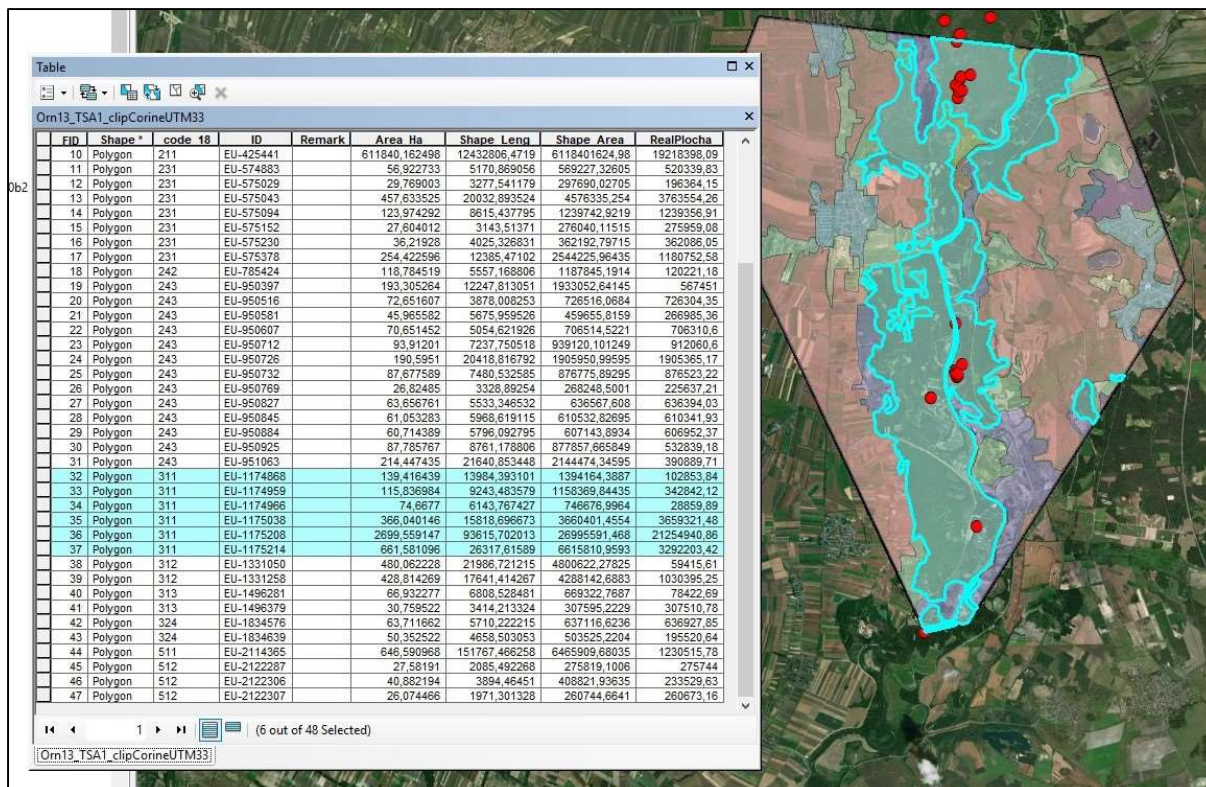 Table
Orn13_TSA1_clipCorineUTM33
FID Shape * code_18 ID Remark Area_Ha Shape_Leng Shape_Area RealPlocha
10 Polygon 211 EU-425441 611840,162498 12432806,4719 6118401624,98 19218398,09
11 Polygon 231 EU-574883 56,922733 5170,869056 569227,32605 520339,83
0b2
12 Polygon 231 EU-575029 29,769003 3277,541179 297690,02705 196364,15
13 Polygon 231 EU-575043 457,633525 20032,893524 4576335,254 3763554,26
14 Polygon 231 EU-575094 123,974292 8615,437795 1239742,9219 1239356,91
15 Polygon 231 EU-575152 27,604012 3143,51371 276040,11515 275959,08
16 Polygon 231 EU-575230 36,21928 4025,326831 362192,79715 362086,05
17 Polygon 231 EU-575378 254,422596 12385,47102 2544225,96435 1180752,58
18 Polygon 242 EU-785424 118,784519 5557,168806 1187845,1914 120221,18
19 Polygon 243 EU-950397 193,305264 12247,813051 1933052,64145 567451
20 Polygon 243 EU-950516 72,651607 3878,008253 726516,0684 726304,35
21 Polygon 243 EU-950581 45,965582 5675,959526 459655,8159 266985,36
22 Polygon 243 EU-950607 70,651452 5054,621926 706514,5221 706310,6
23 Polygon 243 EU-950712 93,91201 7237,750518 939120,101249 912060,6
24 Polygon 243 EU-950726 190,5951 20418,816792 1905950,99595 1905365,17
25 Polygon 243 EU-950732 87,677589 7480,532585 876775,89295 876523,22
26 Polygon 243 EU-950769 26,82485 3328,89254 268248,5001 225637,21
27 Polygon 243 EU-950827 63,656761 5533,346532 636567,608 636394,03
28 Polygon 243 EU-950845 61,053283 5968,619115 610532,82695 610341,93
29 Polygon 243 EU-950884 60,714389 5796,092795 607143,8934 606952,37
30 Polygon 243 EU-950925 87,785767 8761,178806 877857,665849 532839,18
31 Polygon 243 EU-951063 214,447435 21640,853448 2144474,34595 390889,71
32 Polygon 311 EU-1174868 139,416439 13984,393101 1394164,3887 102853,84
33 Polygon 311 EU-1174959 115,836984 9243,483579 1158369,84435 342842,12
34 Polygon 311 EU-1174966 74,6677 6143,767427 746676,9964 28859,89
35 Polygon 311 EU-1175038 366,040146 15818,696673 3660401,4554 3659321,48
36 Polygon 311 EU-1175208 2699,559147 93615,702013 26995591,468 21254940,86
37 Polygon 311 EU-1175214 661,581096 26317,61589 6615810,9593 3292203,42
38 Polygon 312 EU-1331050 480,062228 21986,721215 4800622,27825 59415,61
39 Polygon 312 EU-1331258 428,814269 17641,414267 4288142,6883 1030395,25
40 Polygon 313 EU-1496281 66,932277 6808,528481 669322,7687 78422,69
41 Polygon 313 EU-1496379 30,759522 3414,213324 307595,2229 307510,78
42 Polygon 324 EU-1834576 63,711662 5710,222215 637116,6236 636927,85
43 Polygon 324 EU-1834639 50,352522 4658,503053 503525,2204 195520,64
44 Polygon 511 EU-2114365 646,590968 151767,466258 6465909,68035 1230515,78
45 Polygon 512 EU-2122287 27,58191 2085,492268 275819,1006 275744
46 Polygon 512 EU-2122306 40,882194 3894,46451 408821,93635 233529,63
47 Polygon 512 EU-2122307 26,074466 1971,301328 260744,6641 260673,16
1 (6 out of 48 Selected)
Orn13_TSA1_clipCorineUTM33